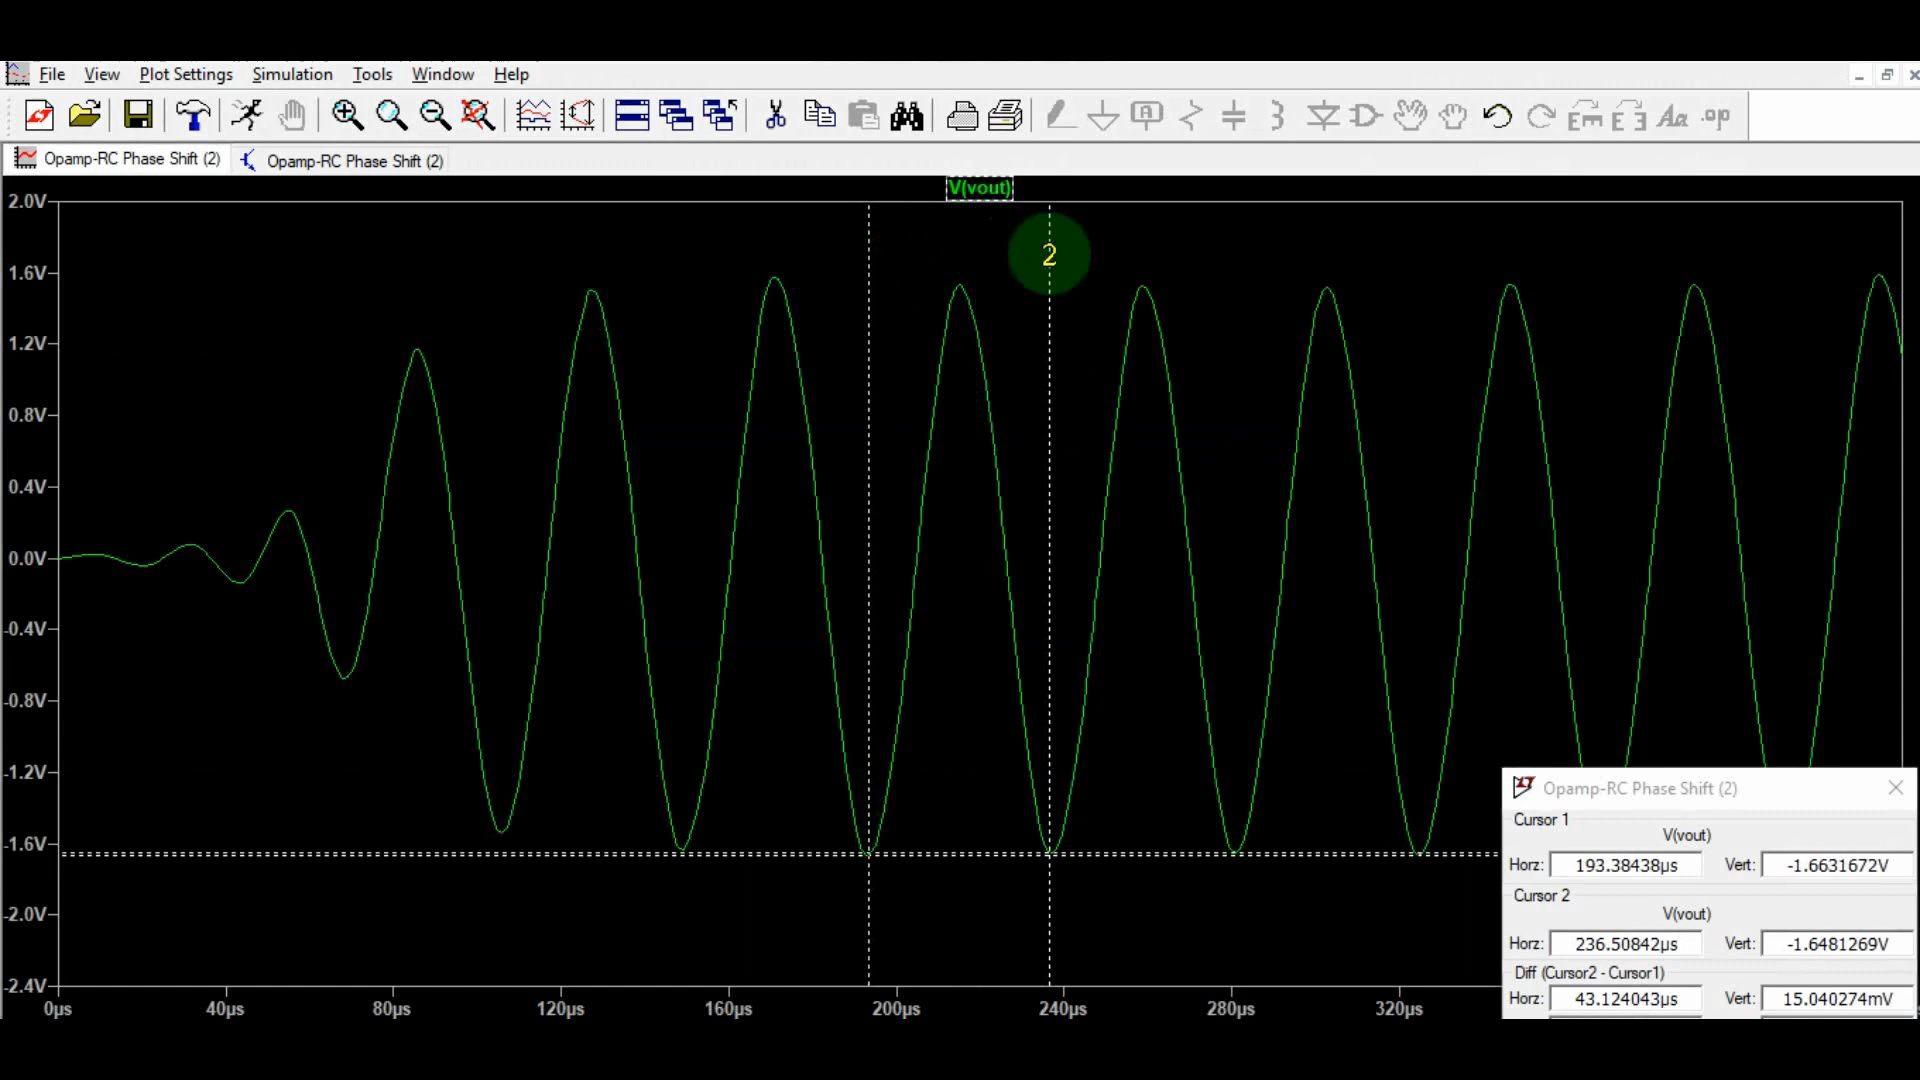 File View Plot Settings Simulation Tools Window Help
Aa .op
Opamp-RC Phase Shift (2) Opamp-RC Phase Shift (2)
V(vout)
2.0V
2
1.6V
1.2V
0.8V
0.4V
0.0V
-0.4V
-0.8V
-1.2V
-1.6V
-2.0V
-2.4V
0µs 40µs 80µs 120µs 160µs 200µs 240µs 280µs 320µs
Opamp-RC Phase Shift (2)
Cursor 1
V(vout)
Horz: 193.38438µs Vert: -1.6631672V
Cursor 2
V(vout)
Horz: 236.50842µs Vert: -1.6481269V
Diff (Cursor2 - Cursor1)
Horz: 43.124043µs Vert: 15.040274mV